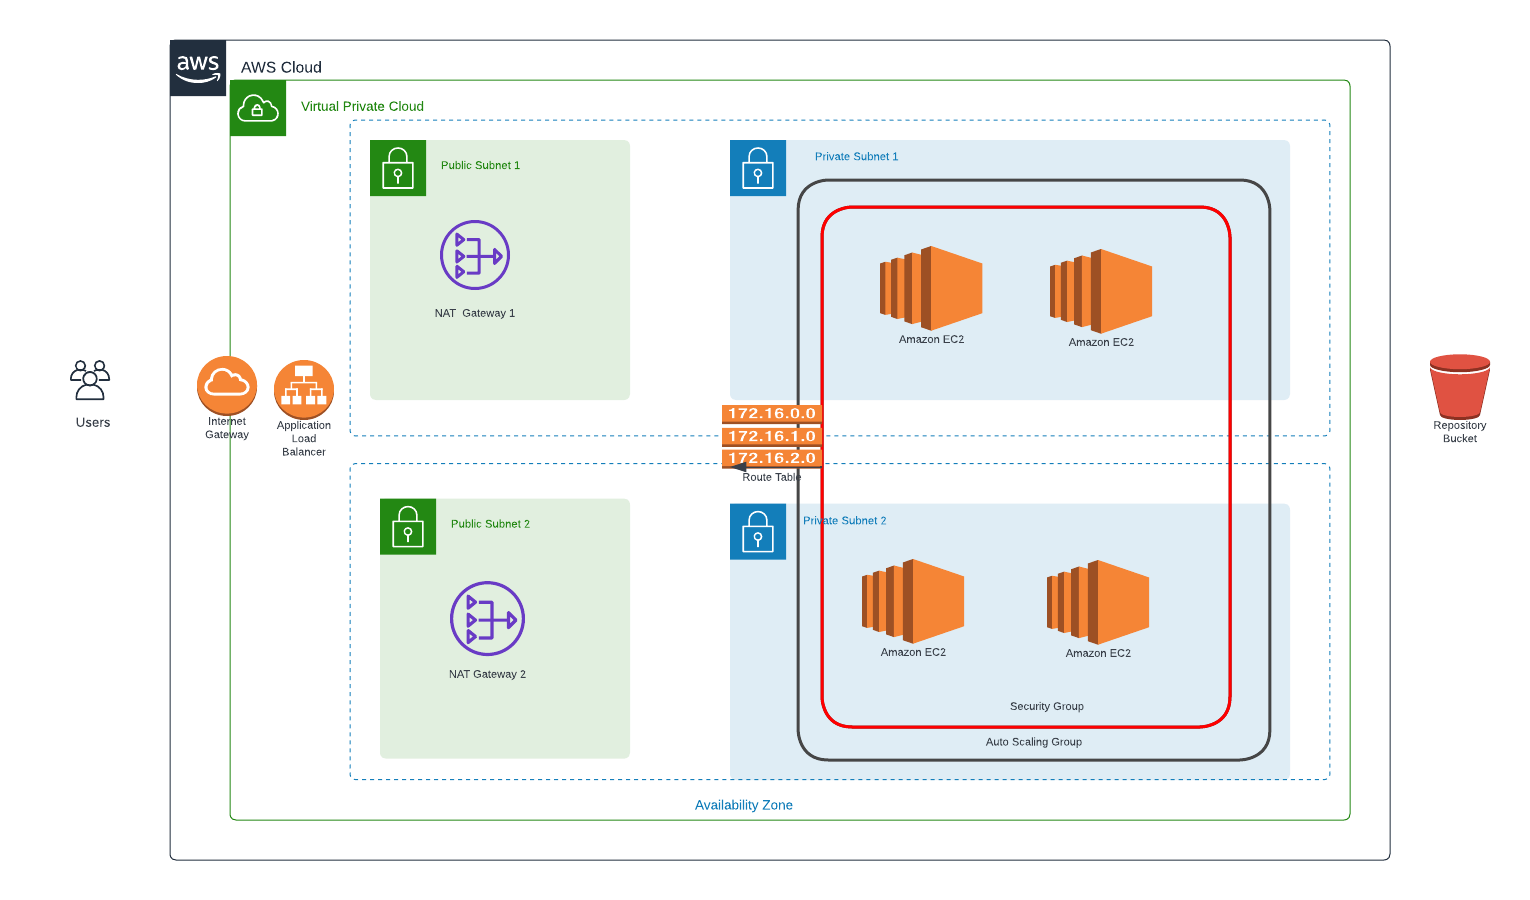 aws
AWS Cloud
Virtual Private Cloud
Public Subnet 1
Private Subnet 1
NAT Gateway 1
Amazon EC2
Amazon EC2
Users
Internet
Gateway
Application
Load
Balancer
172.16.0.0
172.16.1.0
172.16.2.0
Route Table
Repository
Bucket
Public Subnet 2
Private Subnet 2
NAT Gateway 2
Amazon EC2
Amazon EC2
Security Group
Auto Scaling Group
Availability Zone